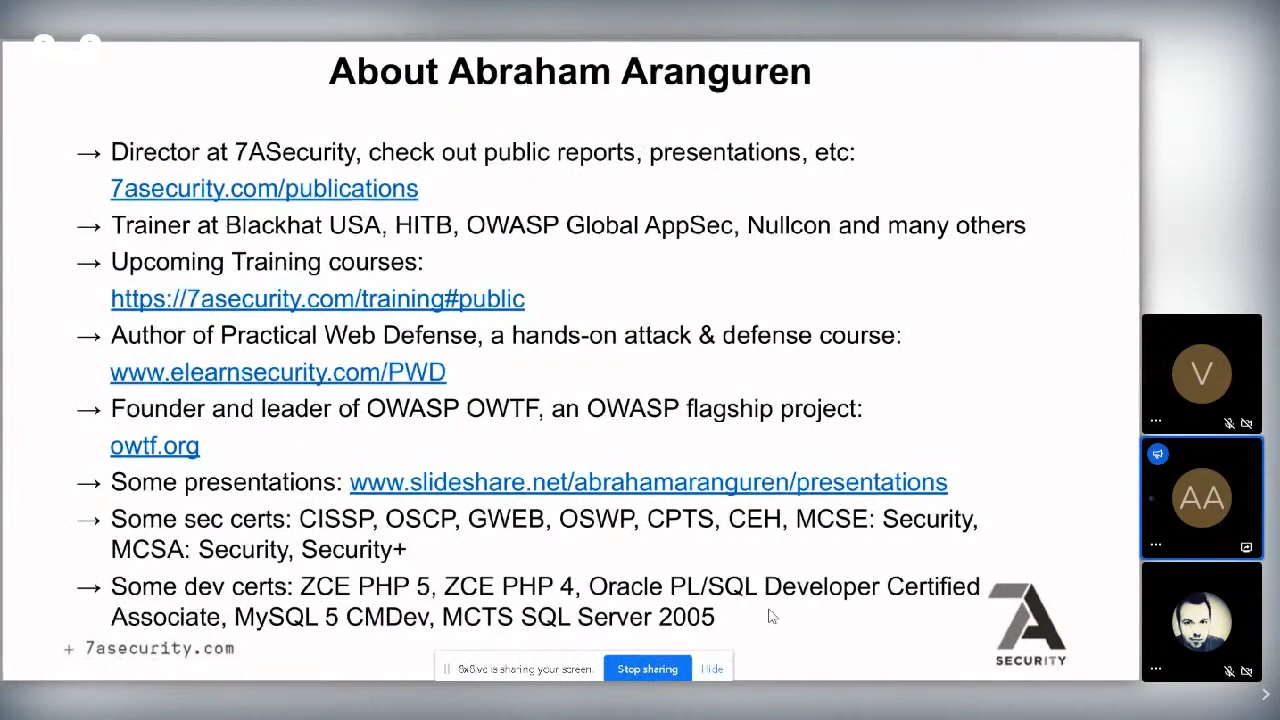 About Abraham Aranguren
→ Director at 7ASecurity, check out public reports, presentations, etc:
7asecurity.com/publications
→ Trainer at Blackhat USA, HITB, OWASP Global AppSec, Nullcon and many others
→ Upcoming Training courses:
https://7asecurity.com/training#public
→ Author of Practical Web Defense, a hands-on attack & defense course:
www.elearnsecurity.com/PWD
→ Founder and leader of OWASP OWTF, an OWASP flagship project:
owtf.org
→ Some presentations: www.slideshare.net/abrahamaranguren/presentations
→ Some sec certs: CISSP, OSCP, GWEB, OSWP, CPTS, CEH, MCSE: Security,
MCSA: Security, Security+
→ Some dev certs: ZCE PHP 5, ZCE PHP 4, Oracle PL/SQL Developer Certified
Associate, MySQL 5 CMDev, MCTS SQL Server 2005
+ 7asecurity.com
7A
SECURITY
8x8.vc is sharing your screen.
Stop sharing
Hide
V
AA